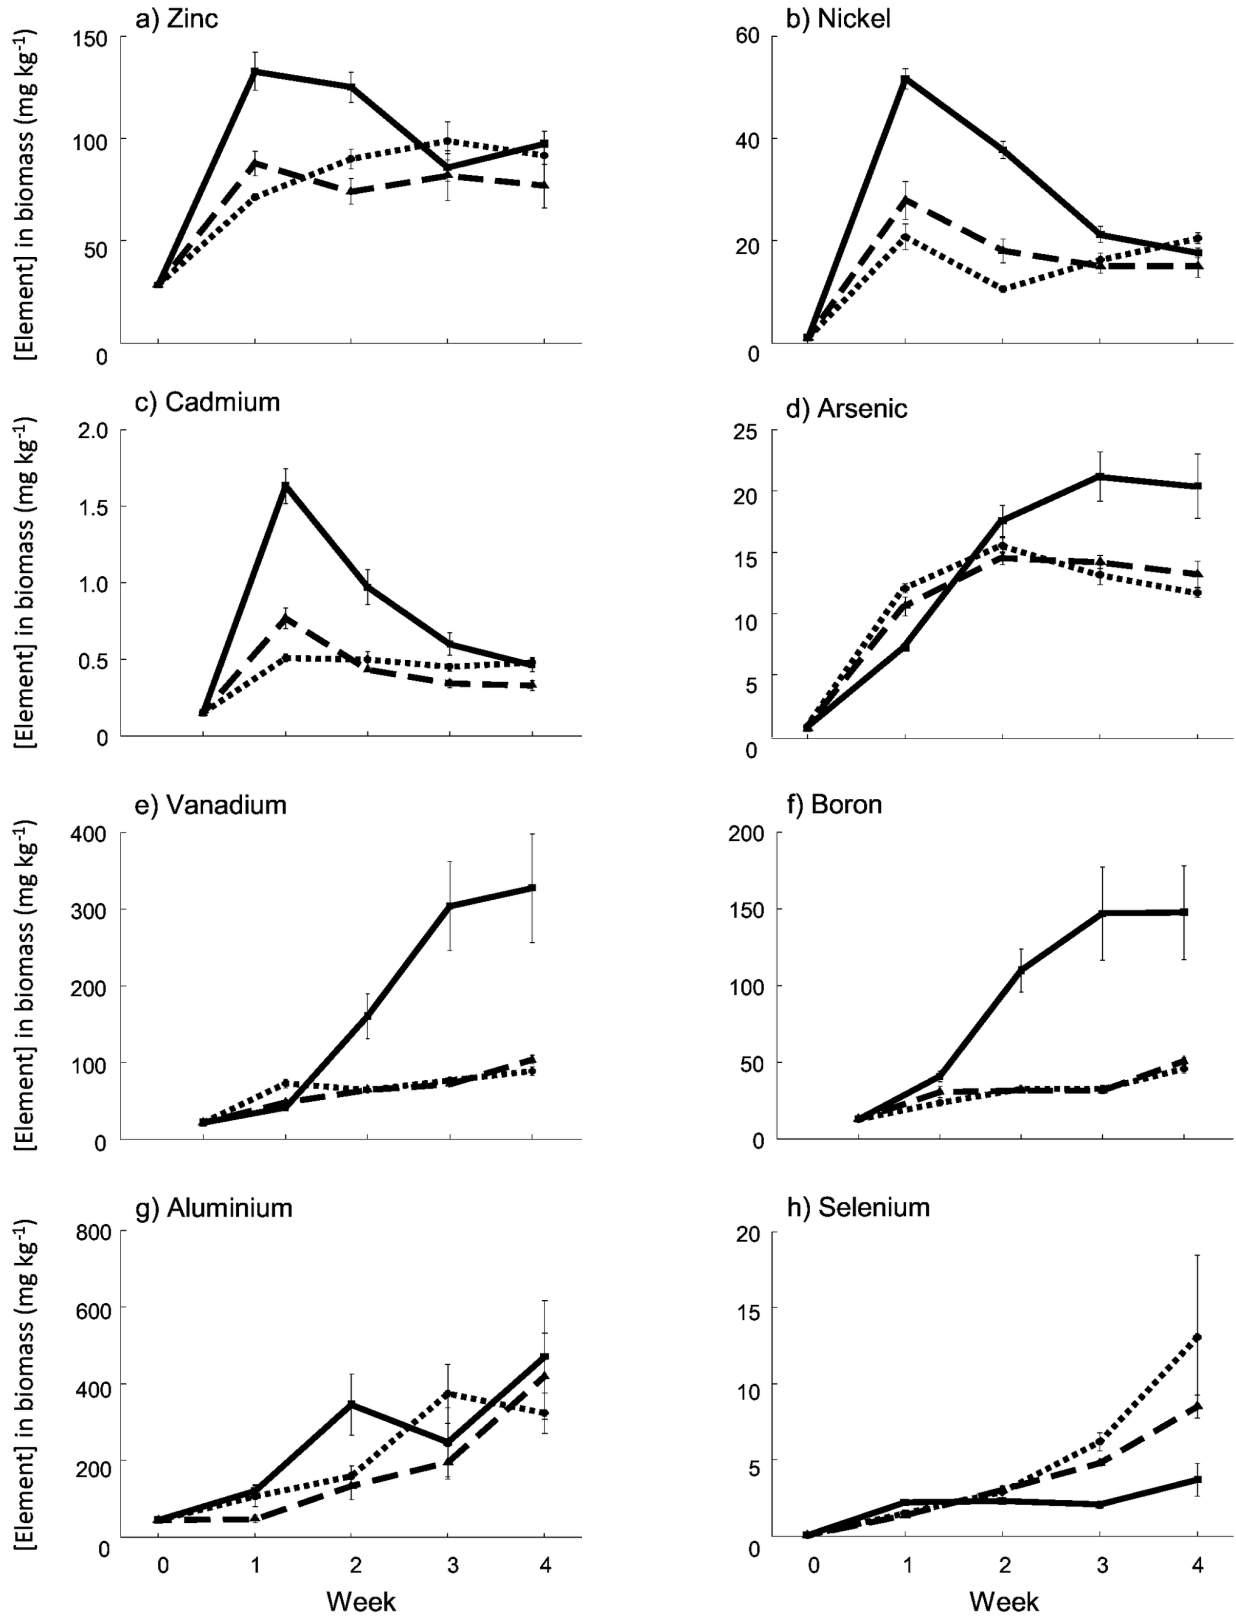 a) Zinc
[Element] in biomass (mg kg⁻¹)
150
100
50
0
b) Nickel
60
40
20
0
c) Cadmium
[Element] in biomass (mg kg⁻¹)
2.0
1.5
1.0
0.5
0
d) Arsenic
25
20
15
10
5
0
e) Vanadium
[Element] in biomass (mg kg⁻¹)
400
300
200
100
0
f) Boron
200
150
100
50
0
g) Aluminium
[Element] in biomass (mg kg⁻¹)
800
600
400
200
0
0 1 2 3 4
Week
h) Selenium
20
15
10
5
0
0 1 2 3 4
Week